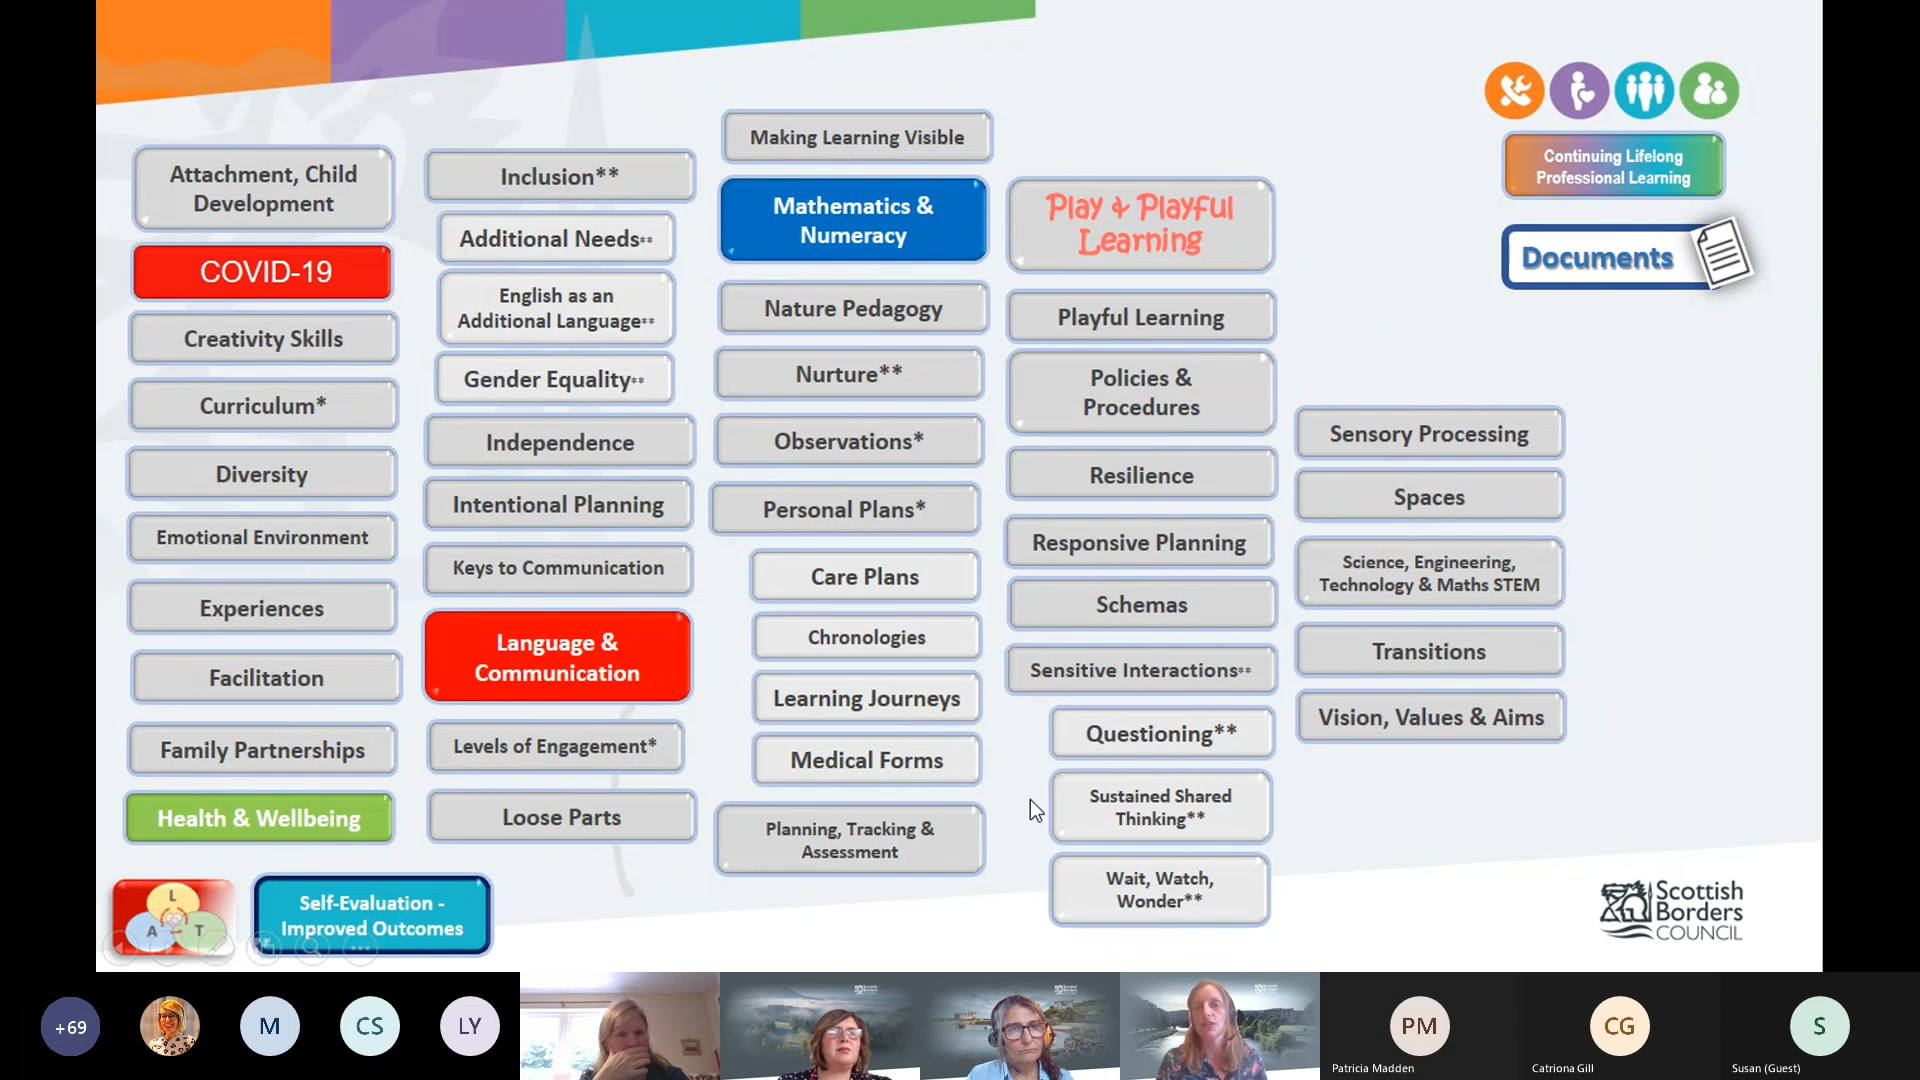 Attachment, Child
Development
COVID-19
Creativity Skills
Curriculum*
Diversity
Emotional Environment
Experiences
Facilitation
Family Partnerships
Health & Wellbeing
Inclusion**
Additional Needs**
English as an
Additional Language**
Gender Equality**
Independence
Intentional Planning
Keys to Communication
Language &
Communication
Levels of Engagement*
Loose Parts
Making Learning Visible
Mathematics &
Numeracy
Nature Pedagogy
Nurture**
Observations*
Personal Plans*
Care Plans
Chronologies
Learning Journeys
Medical Forms
Planning, Tracking &
Assessment
Play & Playful
Learning
Playful Learning
Policies &
Procedures
Resilience
Responsive Planning
Schemas
Sensitive Interactions**
Questioning**
Sustained Shared
Thinking**
Wait, Watch,
Wonder**
Sensory Processing
Spaces
Science, Engineering,
Technology & Maths STEM
Transitions
Vision, Values & Aims
Continuing Lifelong
Professional Learning
Documents
L
A T
Self-Evaluation -
Improved Outcomes
Scottish
Borders
COUNCIL
+69
M
CS
LY
PM
Patricia Madden
CG
Catriona Gill
S
Susan (Guest)